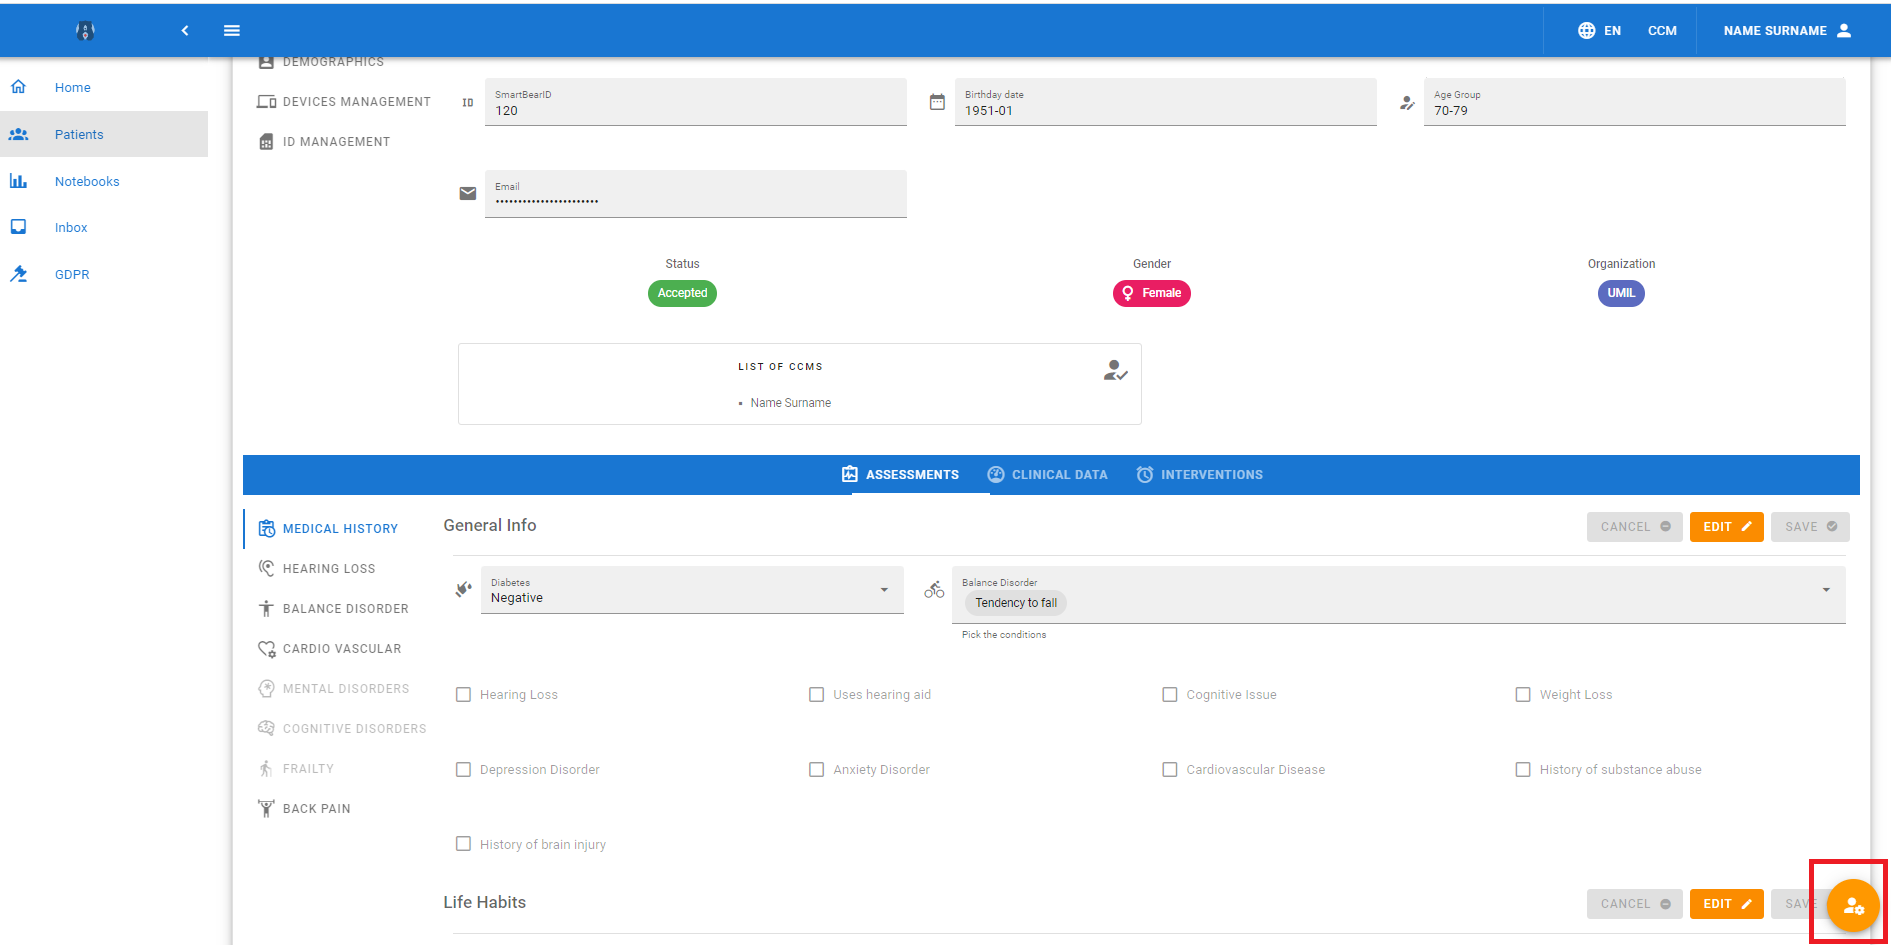 EN
CCM
NAME SURNAME
Home
Patients
Notebooks
Inbox
GDPR
DEMOGRAPHICS
DEVICES MANAGEMENT
ID MANAGEMENT
ID
SmartBearID
120
Birthday date
1951-01
Age Group
70-79
Email
•••••••••••••••••••••••
Status
Accepted
Gender
Female
Organization
UMIL
LIST OF CCMS
▪ Name Surname
ASSESSMENTS
CLINICAL DATA
INTERVENTIONS
MEDICAL HISTORY
HEARING LOSS
BALANCE DISORDER
CARDIO VASCULAR
MENTAL DISORDERS
COGNITIVE DISORDERS
FRAILTY
BACK PAIN
General Info
CANCEL
EDIT
SAVE
Diabetes
Negative
Balance Disorder
Tendency to fall
Pick the conditions
Hearing Loss
Uses hearing aid
Cognitive Issue
Weight Loss
Depression Disorder
Anxiety Disorder
Cardiovascular Disease
History of substance abuse
History of brain injury
Life Habits
CANCEL
EDIT
SAVE